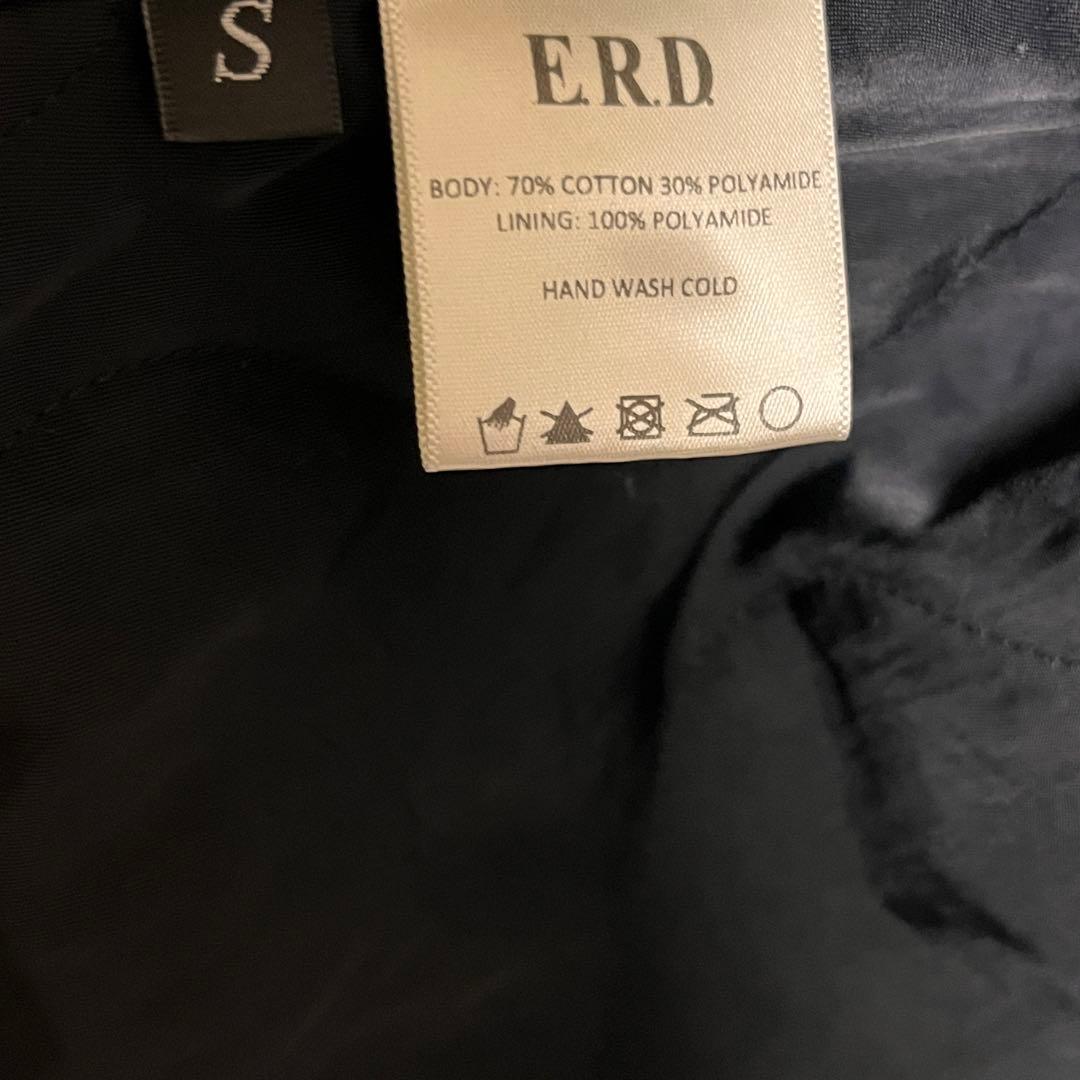 S
E.R.D.
BODY: 70% COTTON 30% POLYAMIDE
LINING: 100% POLYAMIDE
HAND WASH COLD